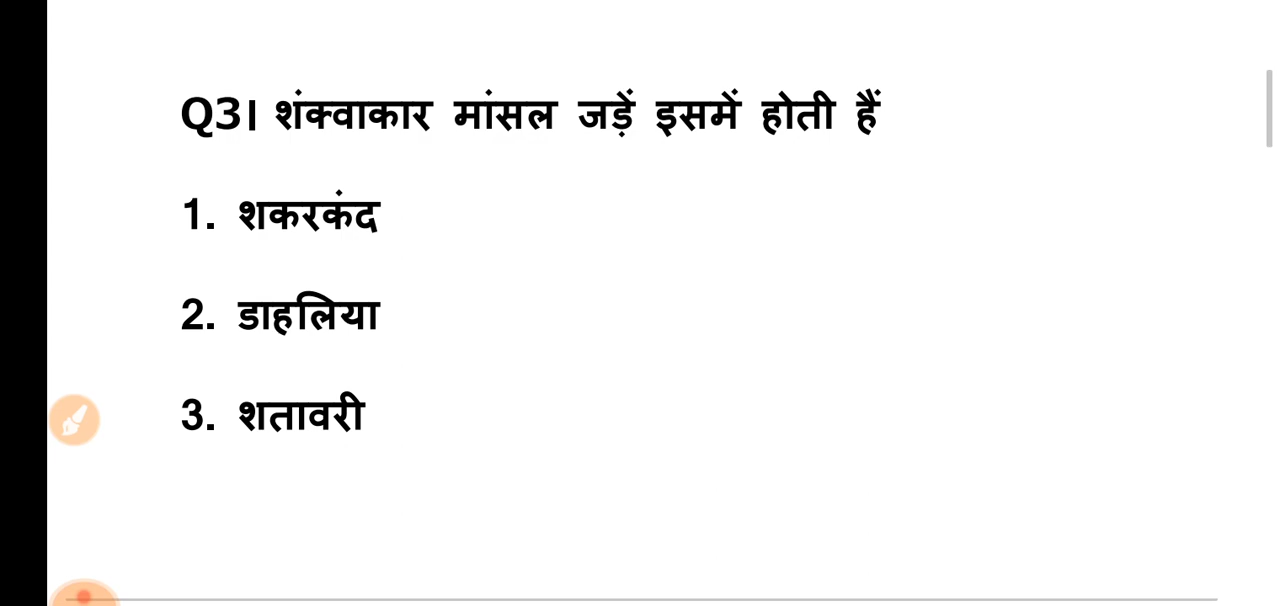 Q3। शंक्वाकार मांसल जड़ें इसमें होती हैं
1. शकरकंद
2. डाहलिया
3. शतावरी